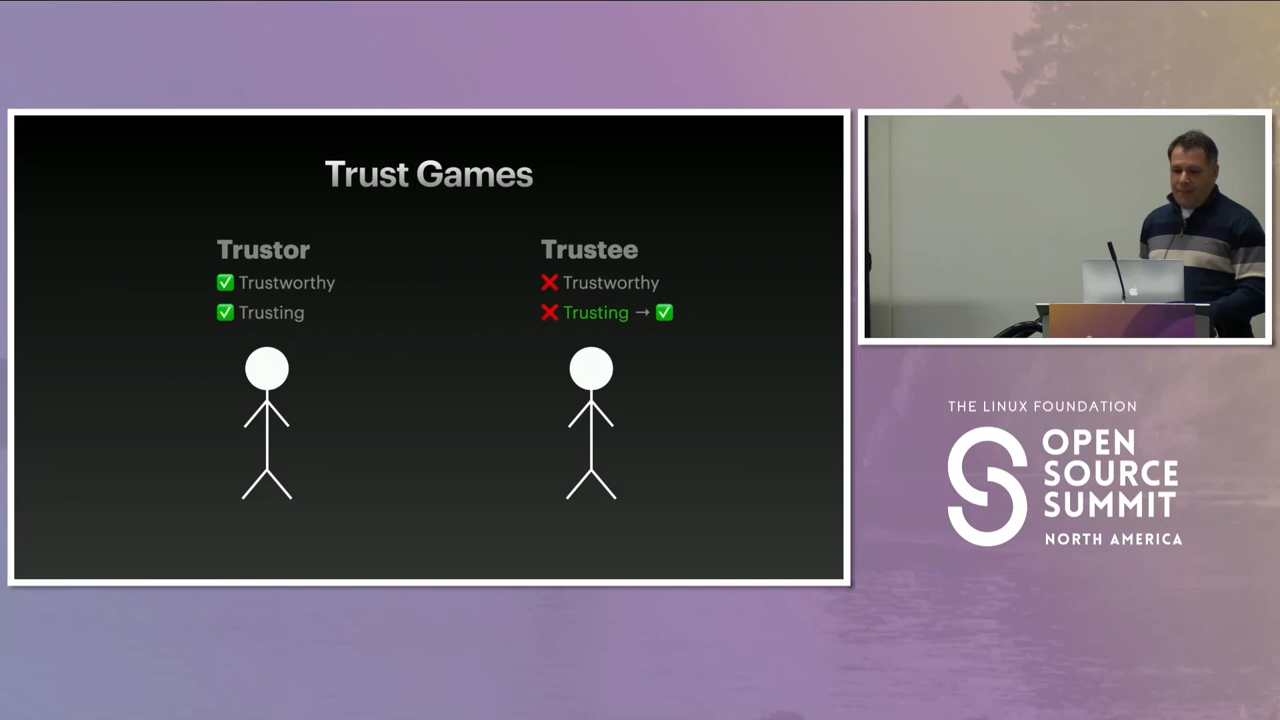 Trust Games
Trustor
✅ Trustworthy
✅ Trusting
Trustee
❌ Trustworthy
❌ Trusting → ✅
THE LINUX FOUNDATION
OPEN
SOURCE
SUMMIT
NORTH AMERICA